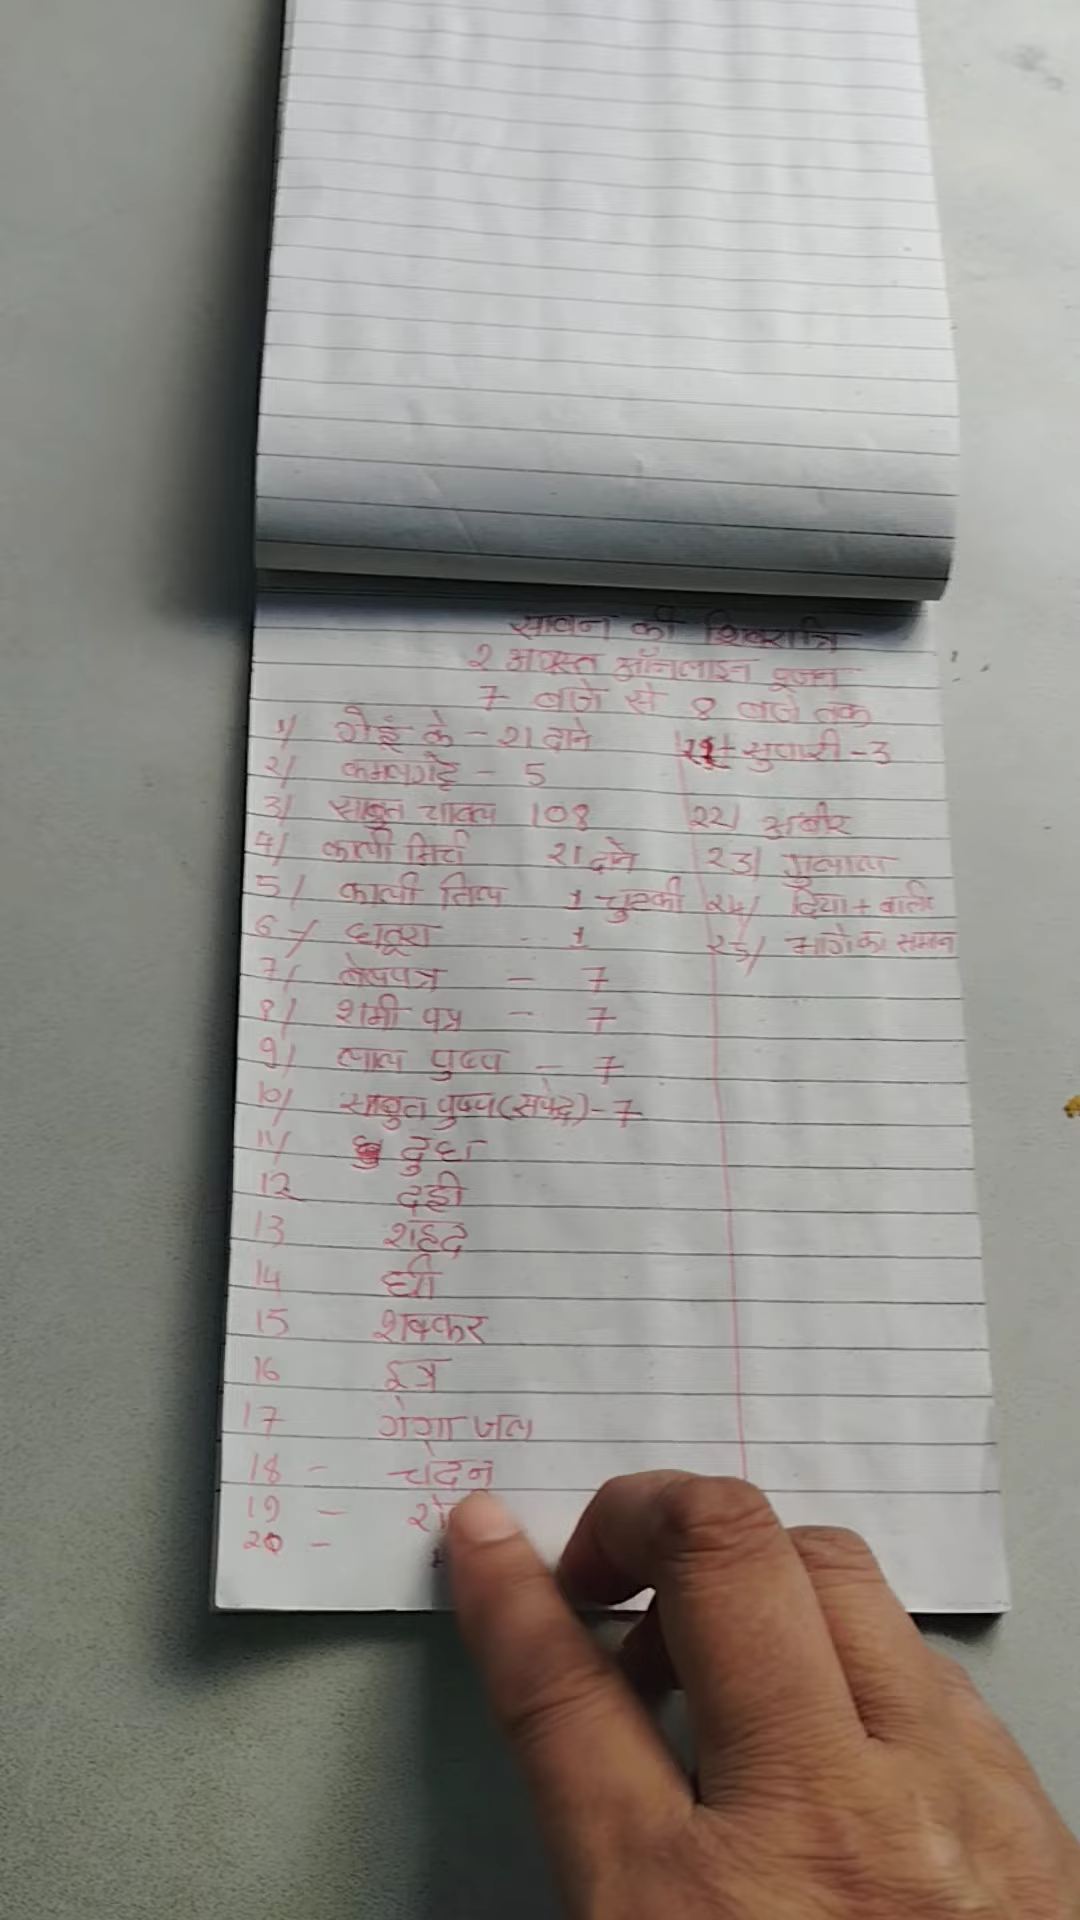 सावन की शिवरात्रि
२ अगस्त ऑनलाइन पूजन
7 बजे से 8 बजे तक
1/ गेहूं के - 21 दाने
2/ कमलगट्टे - 5
3/ साबुत चावल 108
4/ काली मिर्च 21 दाने
5/ काली तिल 1 चुटकी
6/ धतूरा - 1
7/ बेलपत्र - 7
8/ शमी पत्र - 7
9/ लाल पुष्प - 7
10/ साबुत पुष्प (सफेद) - 7
11/ दुध
12 दही
13 शहद
14 घी
15 शक्कर
16 इत्र
17 गंगा जल
18 - चंदन
19 -
20 -
21 सुपारी - 3
22/ अबीर
23/ गुलाल
24/ दिया + बाती
25/ समान